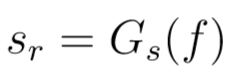 s_r = G_s(f)